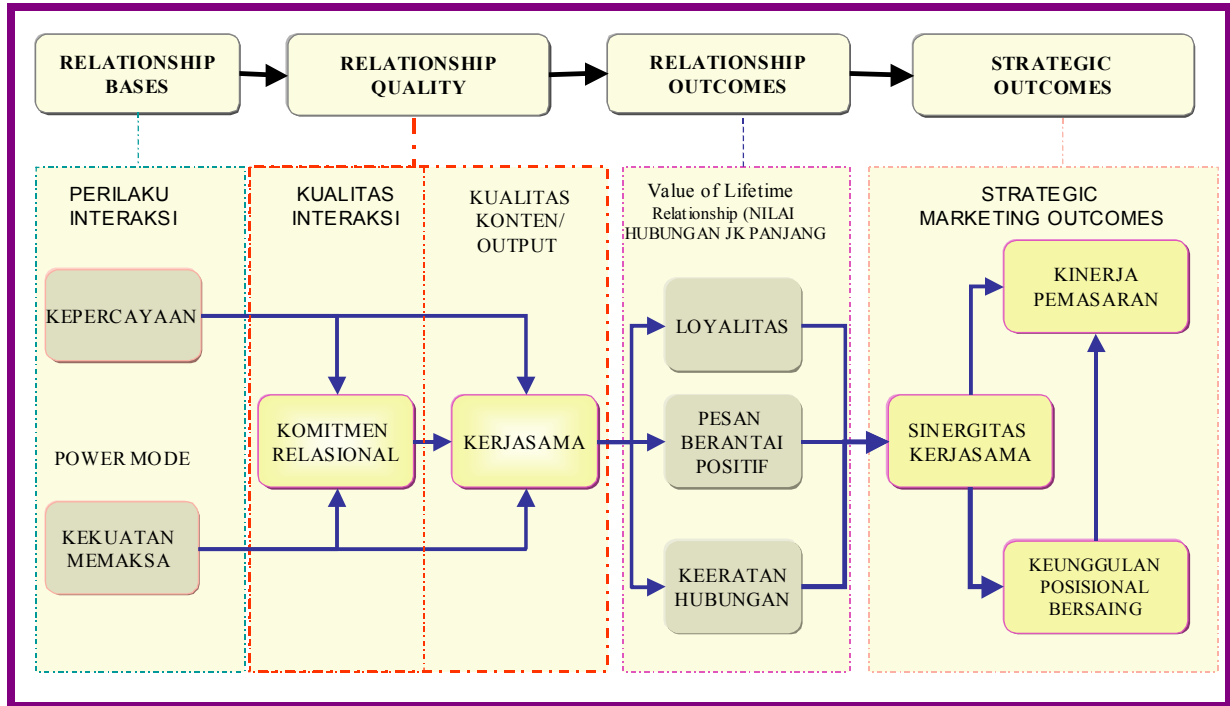 RELATIONSHIP
BASES
RELATIONSHIP
QUALITY
RELATIONSHIP
OUTCOMES
STRATEGIC
OUTCOMES
PERILAKU
INTERAKSI
KEPERCAYAAN
POWER MODE
KEKUATAN
MEMAKSA
KUALITAS
INTERAKSI
KOMITMEN
RELASIONAL
KUALITAS
KONTEN/
OUTPUT
KERJASAMA
Value of Lifetime
Relationship (NILAI
HUBUNGAN JK PANJANG
LOYALITAS
PESAN
BERANTAI
POSITIF
KEERATAN
HUBUNGAN
STRATEGIC
MARKETING OUTCOMES
KINERJA
PEMASARAN
SINERGITAS
KERJASAMA
KEUNGGULAN
POSISIONAL
BERSAING